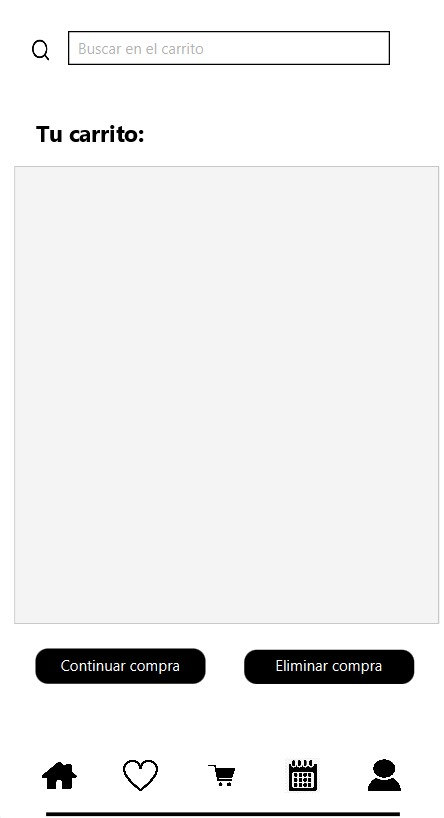 Buscar en el carrito
Tu carrito:
Continuar compra
Eliminar compra